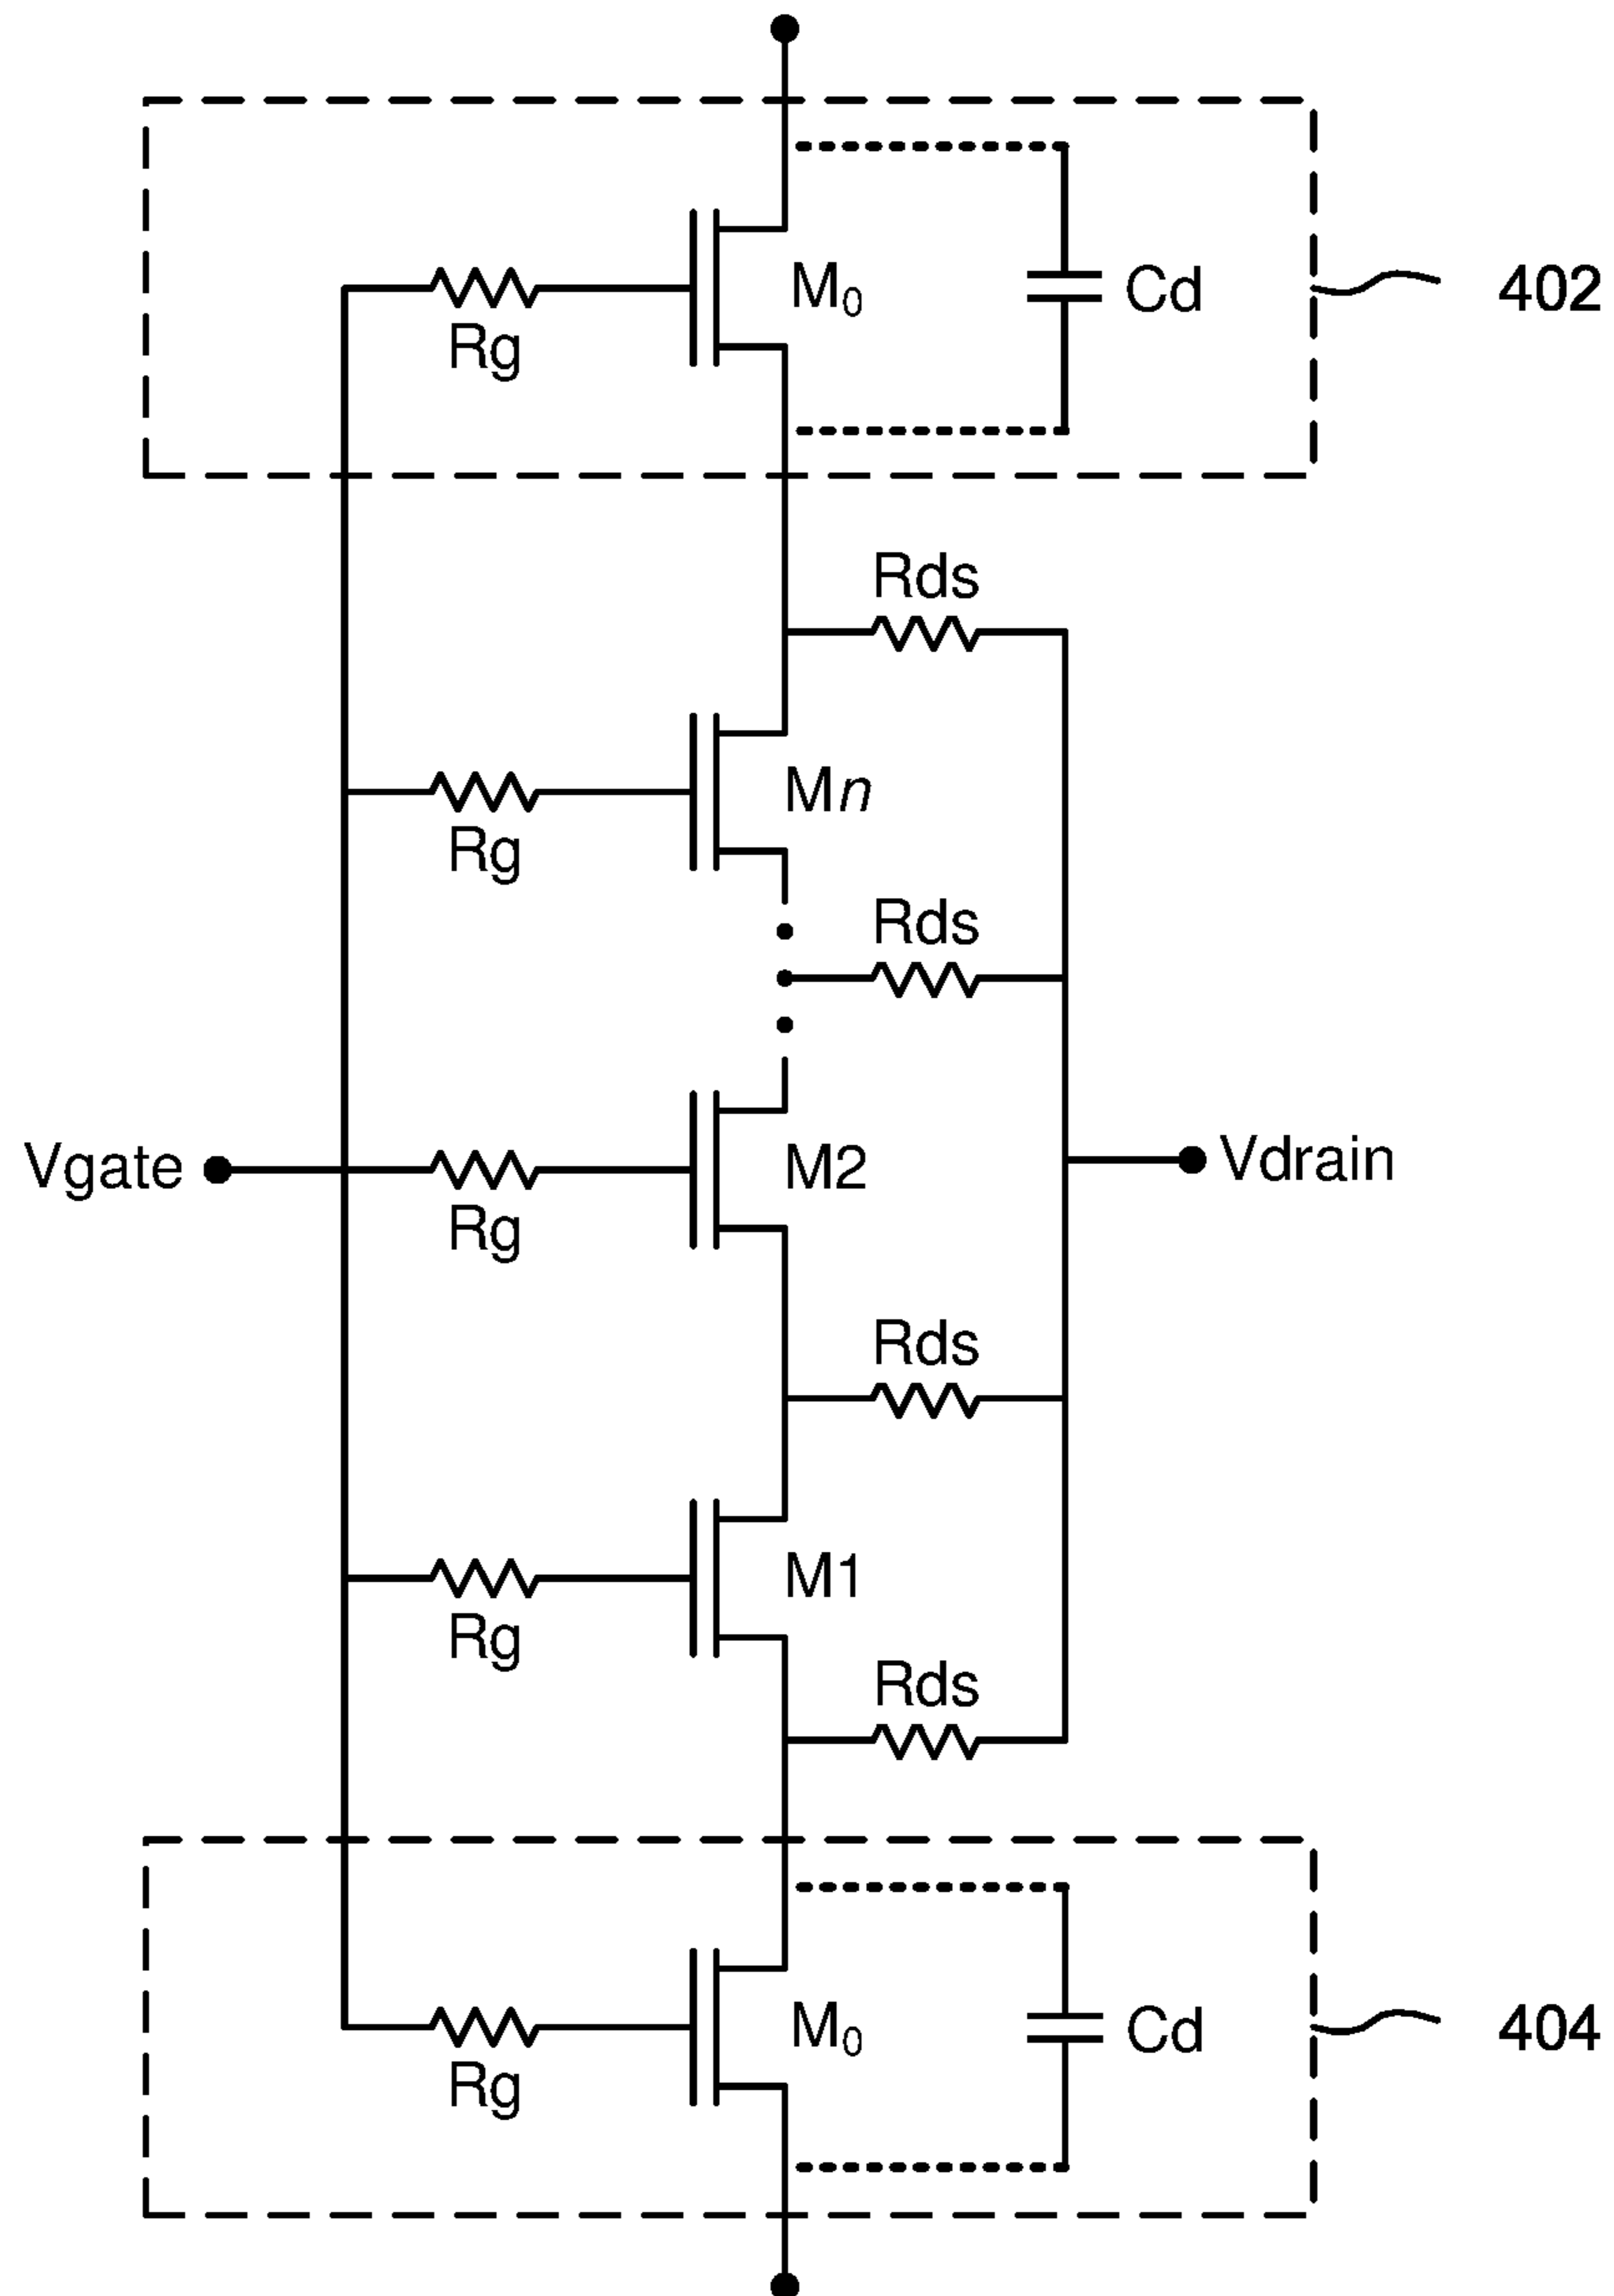 M₀
Cd
402
Rg
Rds
Mn
Rg
Rds
Vgate
M2
Vdrain
Rg
Rds
M1
Rg
Rds
M₀
Cd
404
Rg